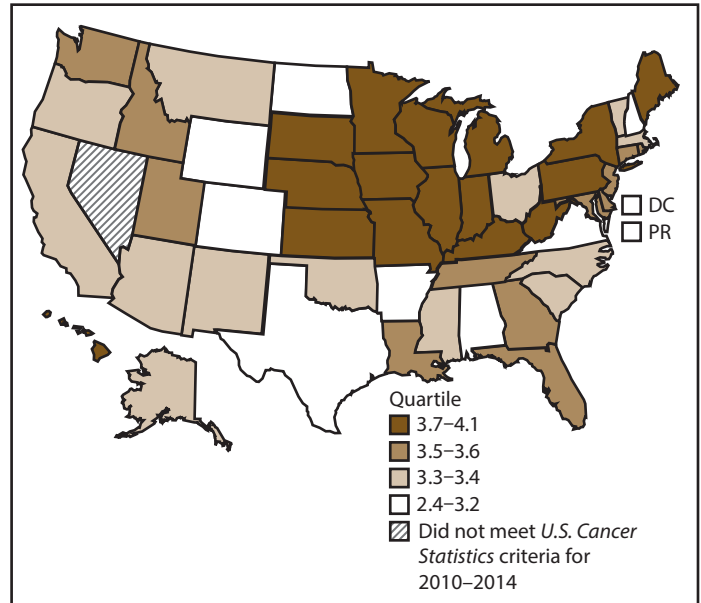 DC
PR
Quartile
3.7–4.1
3.5–3.6
3.3–3.4
2.4–3.2
Did not meet U.S. Cancer
Statistics criteria for
2010–2014